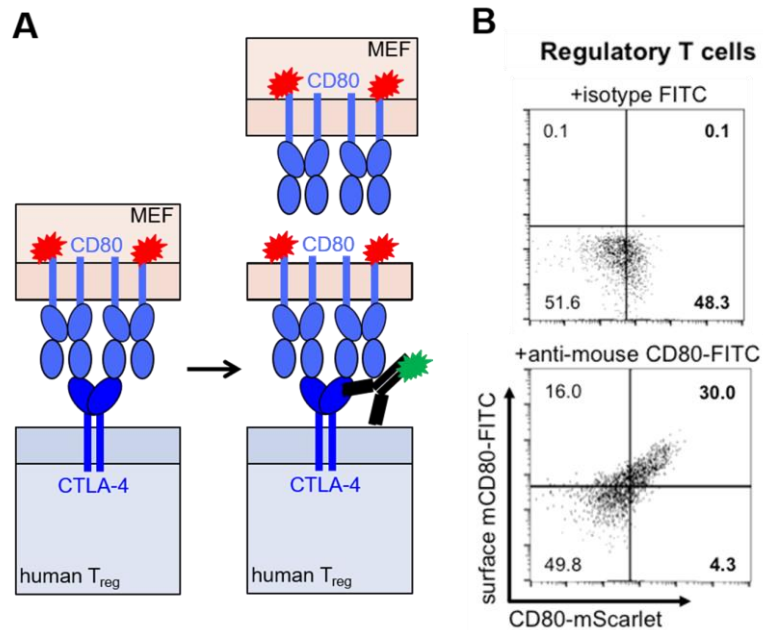 A
MEF
CD80
MEF
CD80
CTLA-4
human Treg
CD80
CTLA-4
human Treg
B
Regulatory T cells
+isotype FITC
0.1
0.1
51.6
48.3
+anti-mouse CD80-FITC
16.0
30.0
49.8
4.3
surface mCD80-FITC
CD80-mScarlet